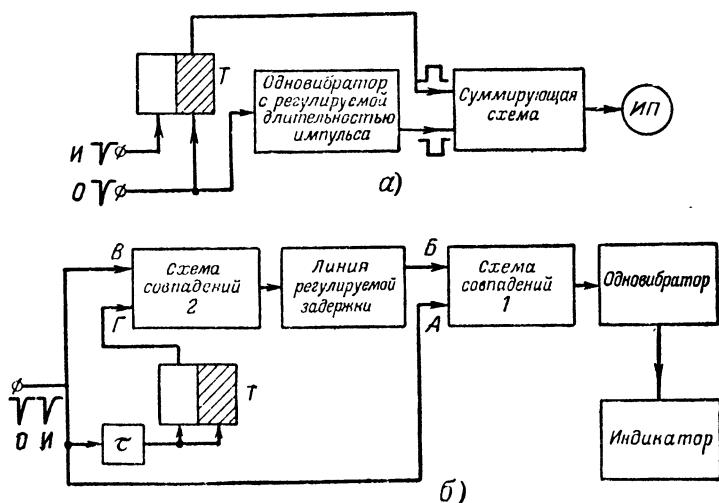 Т
Одновибратор
с регулируемой
длительностью
импульса
Суммирующая
схема
ИП
И
О
а)
В
Г
Схема
совпадений
2
Линия
регулируемой
задержки
Б
А
Схема
совпадений
1
Одновибратор
Т
О И
τ
Индикатор
б)